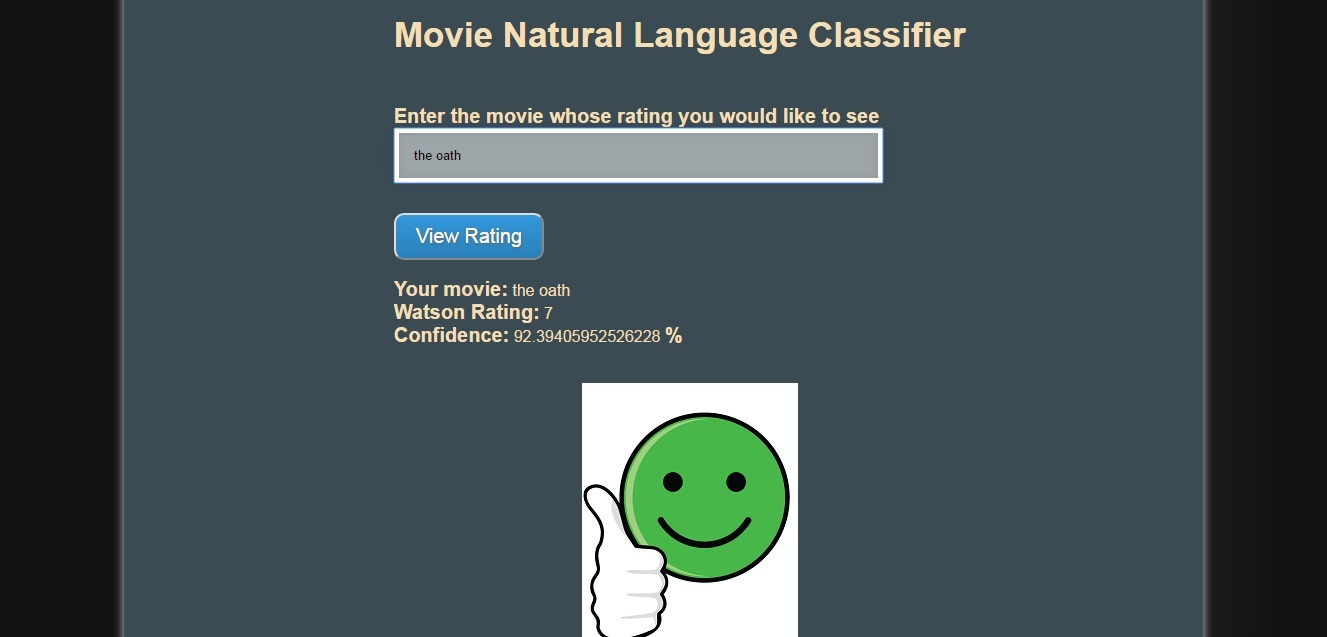 Movie Natural Language Classifier
Enter the movie whose rating you would like to see
the oath
View Rating
Your movie: the oath
Watson Rating: 7
Confidence: 92.39405952526228 %